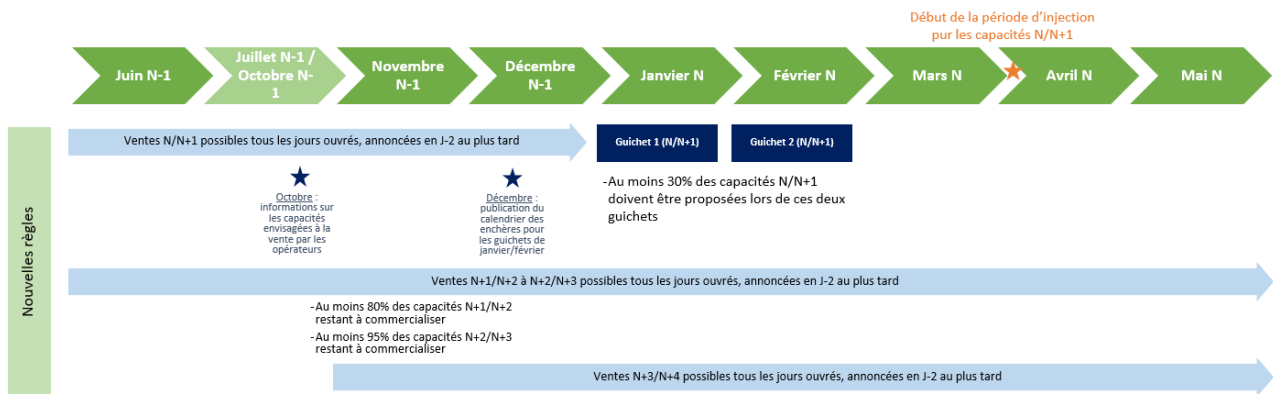 Début de la période d'injection
pur les capacités N/N+1
Juin N-1
Juillet N-1 /
Octobre N-
1
Novembre
N-1
Décembre
N-1
Janvier N
Février N
Mars N
Avril N
Mai N
Nouvelles règles
Ventes N/N+1 possibles tous les jours ouvrés, annoncées en J-2 au plus tard
Guichet 1 (N/N+1)
Guichet 2 (N/N+1)
Octobre :
informations sur
les capacités
envisagées à la
vente par les
opérateurs
Décembre :
publication du
calendrier des
enchères pour
les guichets de
janvier/février
-Au moins 30% des capacités N/N+1
doivent être proposées lors de ces deux
guichets
Ventes N+1/N+2 à N+2/N+3 possibles tous les jours ouvrés, annoncées en J-2 au plus tard
-Au moins 80% des capacités N+1/N+2
restant à commercialiser
-Au moins 95% des capacités N+2/N+3
restant à commercialiser
Ventes N+3/N+4 possibles tous les jours ouvrés, annoncées en J-2 au plus tard